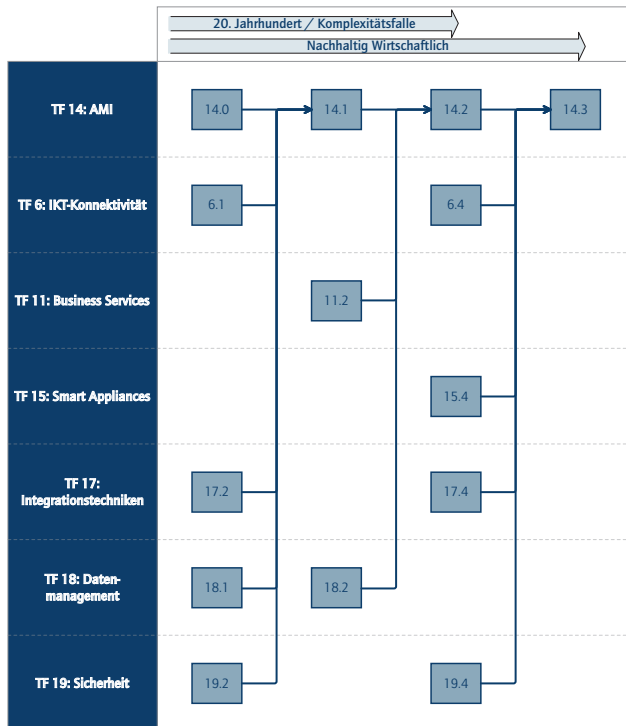 20. Jahrhundert / Komplexitätsfalle
Nachhaltig Wirtschaftlich
TF 14: AMI
14.0
14.1
14.2
14.3
TF 6: IKT-Konnektivität
6.1
6.4
TF 11: Business Services
11.2
TF 15: Smart Appliances
15.4
TF 17:
Integrationstechniken
17.2
17.4
TF 18: Daten-
management
18.1
18.2
TF 19: Sicherheit
19.2
19.4